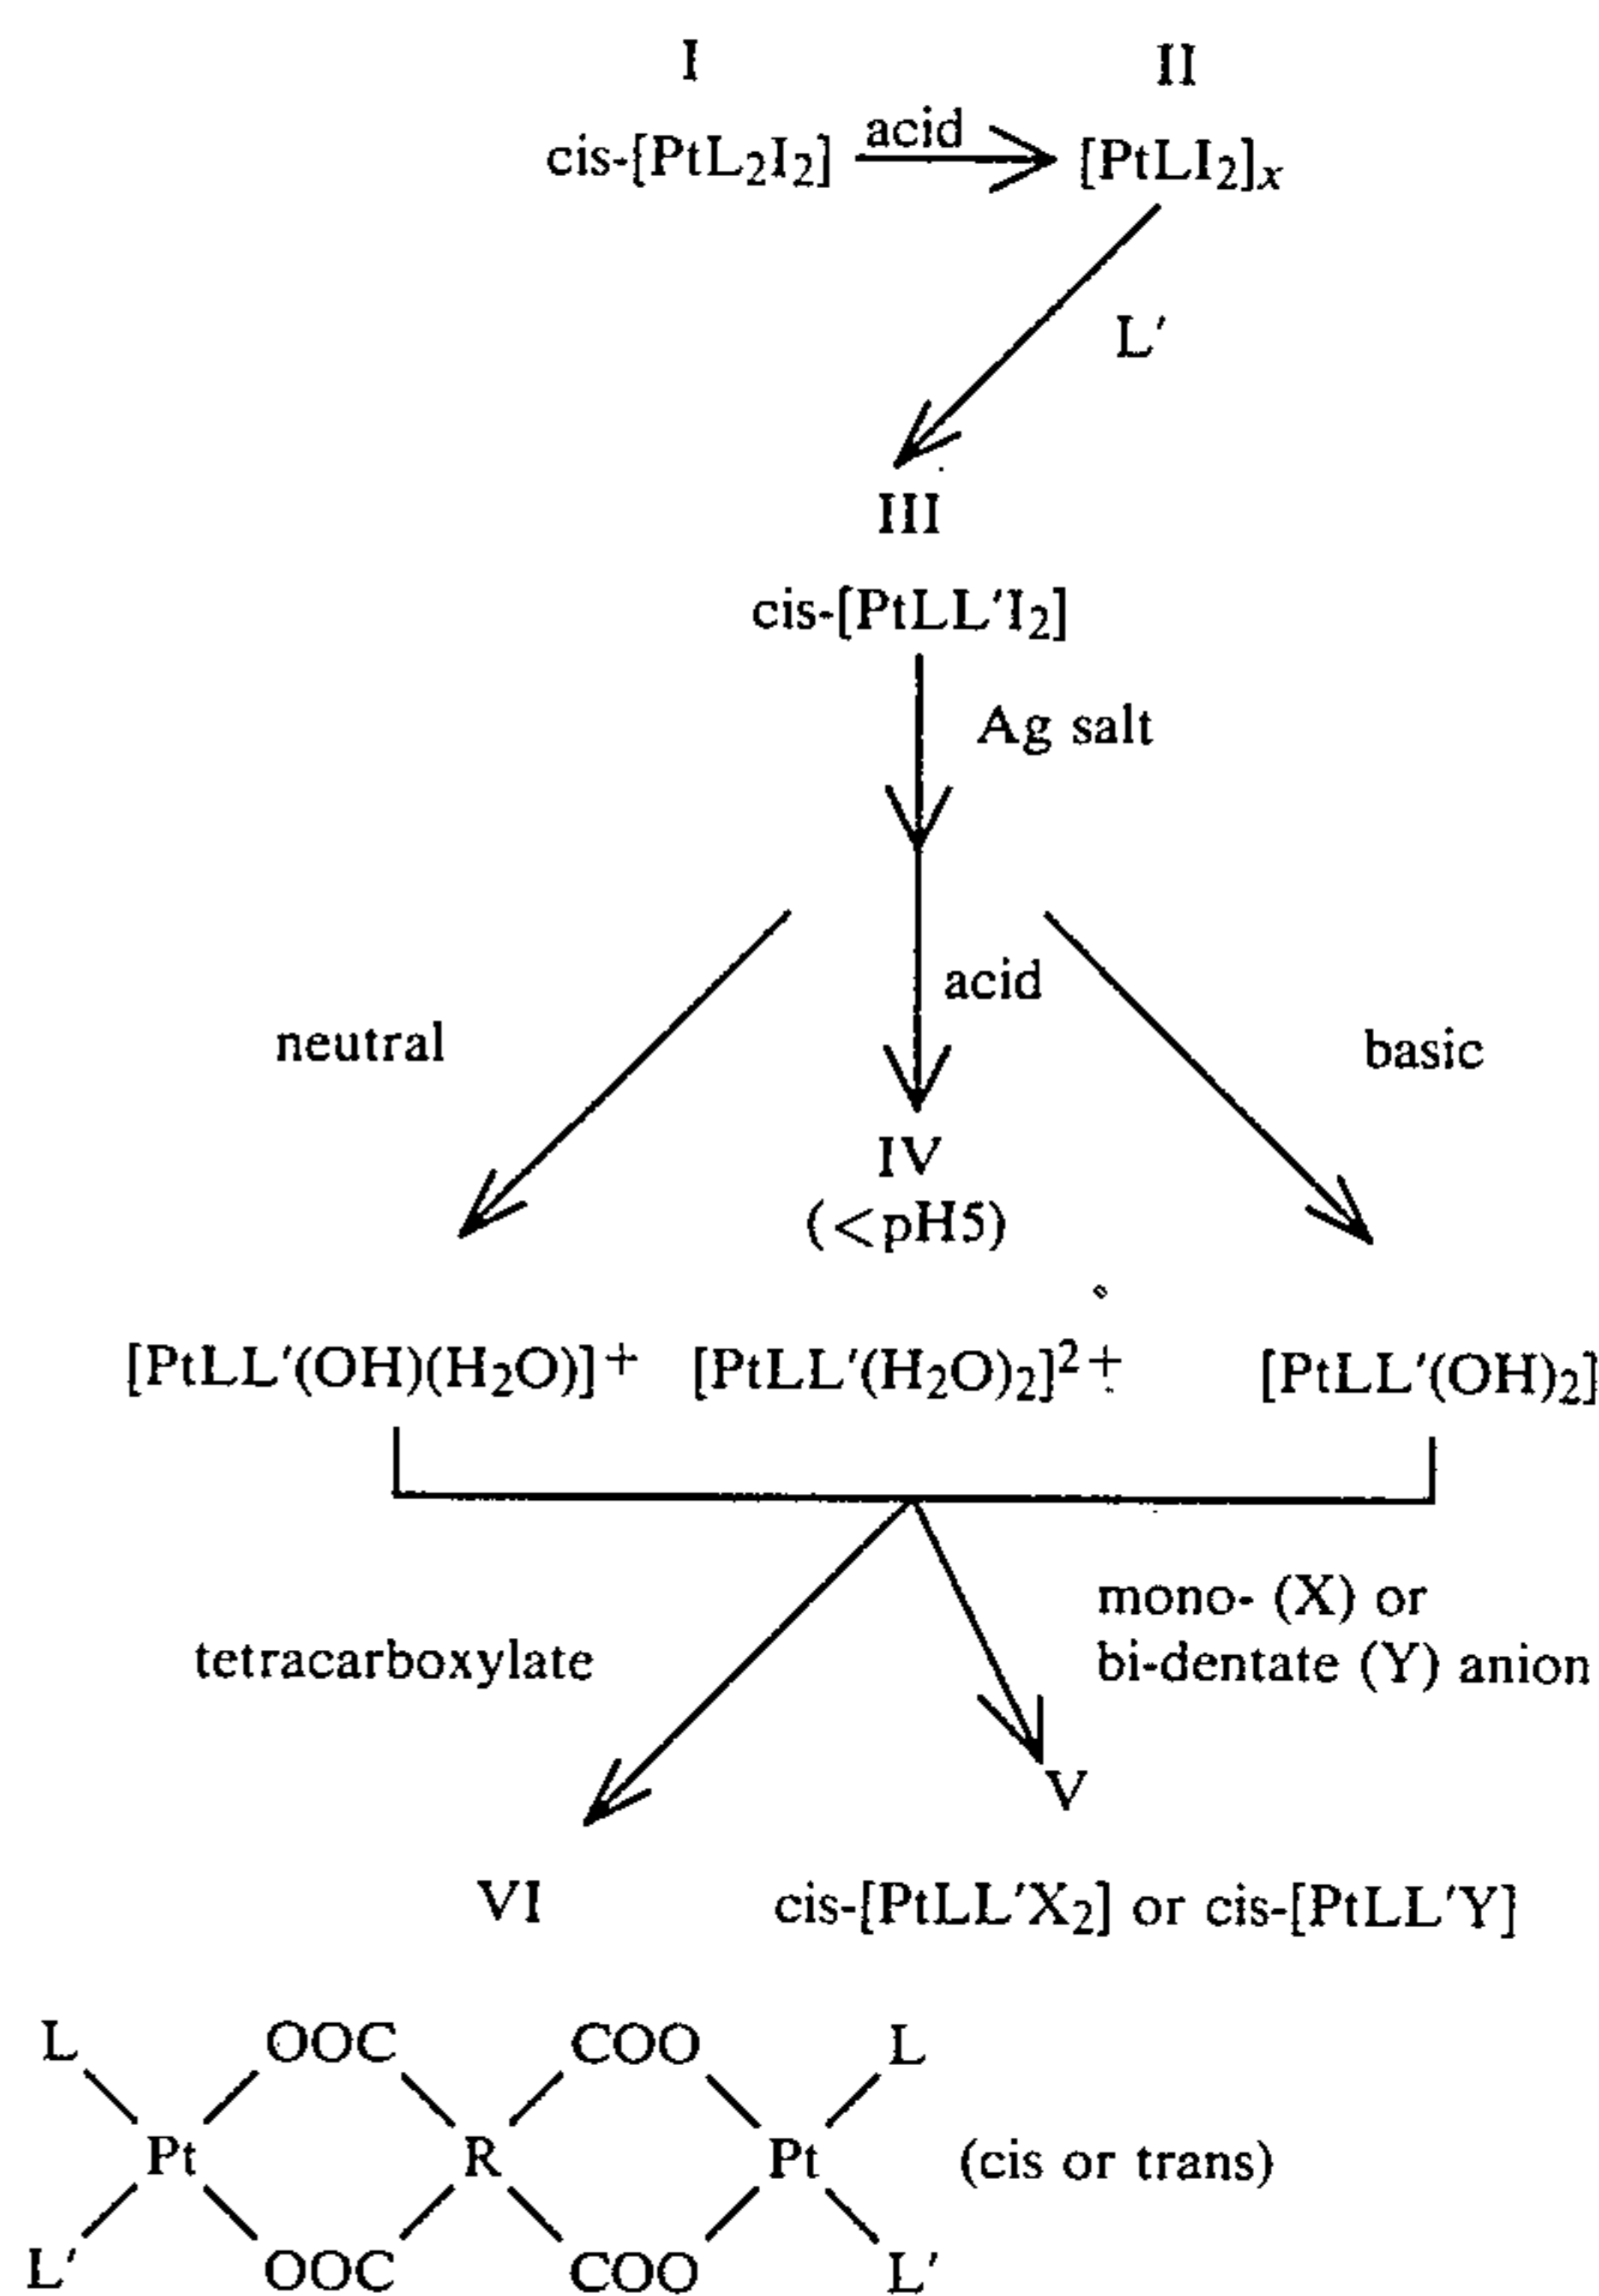 I II
cis-[PtL₂I₂] acid [PtLI₂]ₓ
L'
III
cis-[PtLL'I₂]
Ag salt
acid
neutral basic
IV
(<pH5)
[PtLL'(OH)(H₂O)]⁺ [PtLL'(H₂O)₂]²⁺ [PtLL'(OH)₂]
mono- (X) or
tetracarboxylate bi-dentate (Y) anion
V
VI cis-[PtLL'X₂] or cis-[PtLL'Y]
L OOC COO L
Pt R Pt (cis or trans)
L' OOC COO L'